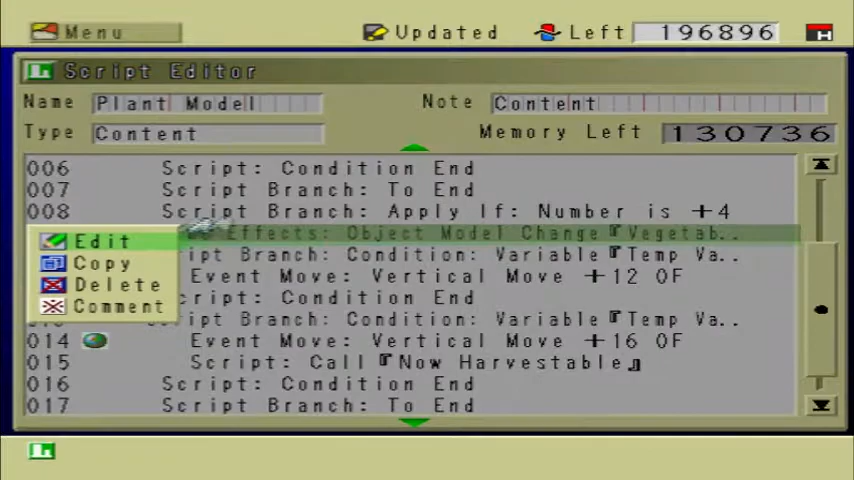 Menu Updated Left 196896
Script Editor
Name Plant Model Note Content
Type Content Memory Left 130736
006 Script: Condition End
007 Script Branch: To End
008 Script Branch: Apply If: Number is +4
Edit Effects: Object Model Change『Vegetab..
Copy ipt Branch: Condition: Variable『Temp Va..
Delete Event Move: Vertical Move +12 OF
Comment cript: Condition End
Script Branch: Condition: Variable『Temp Va..
014 Event Move: Vertical Move +16 OF
015 Script: Call『Now Harvestable』
016 Script: Condition End
017 Script Branch: To End